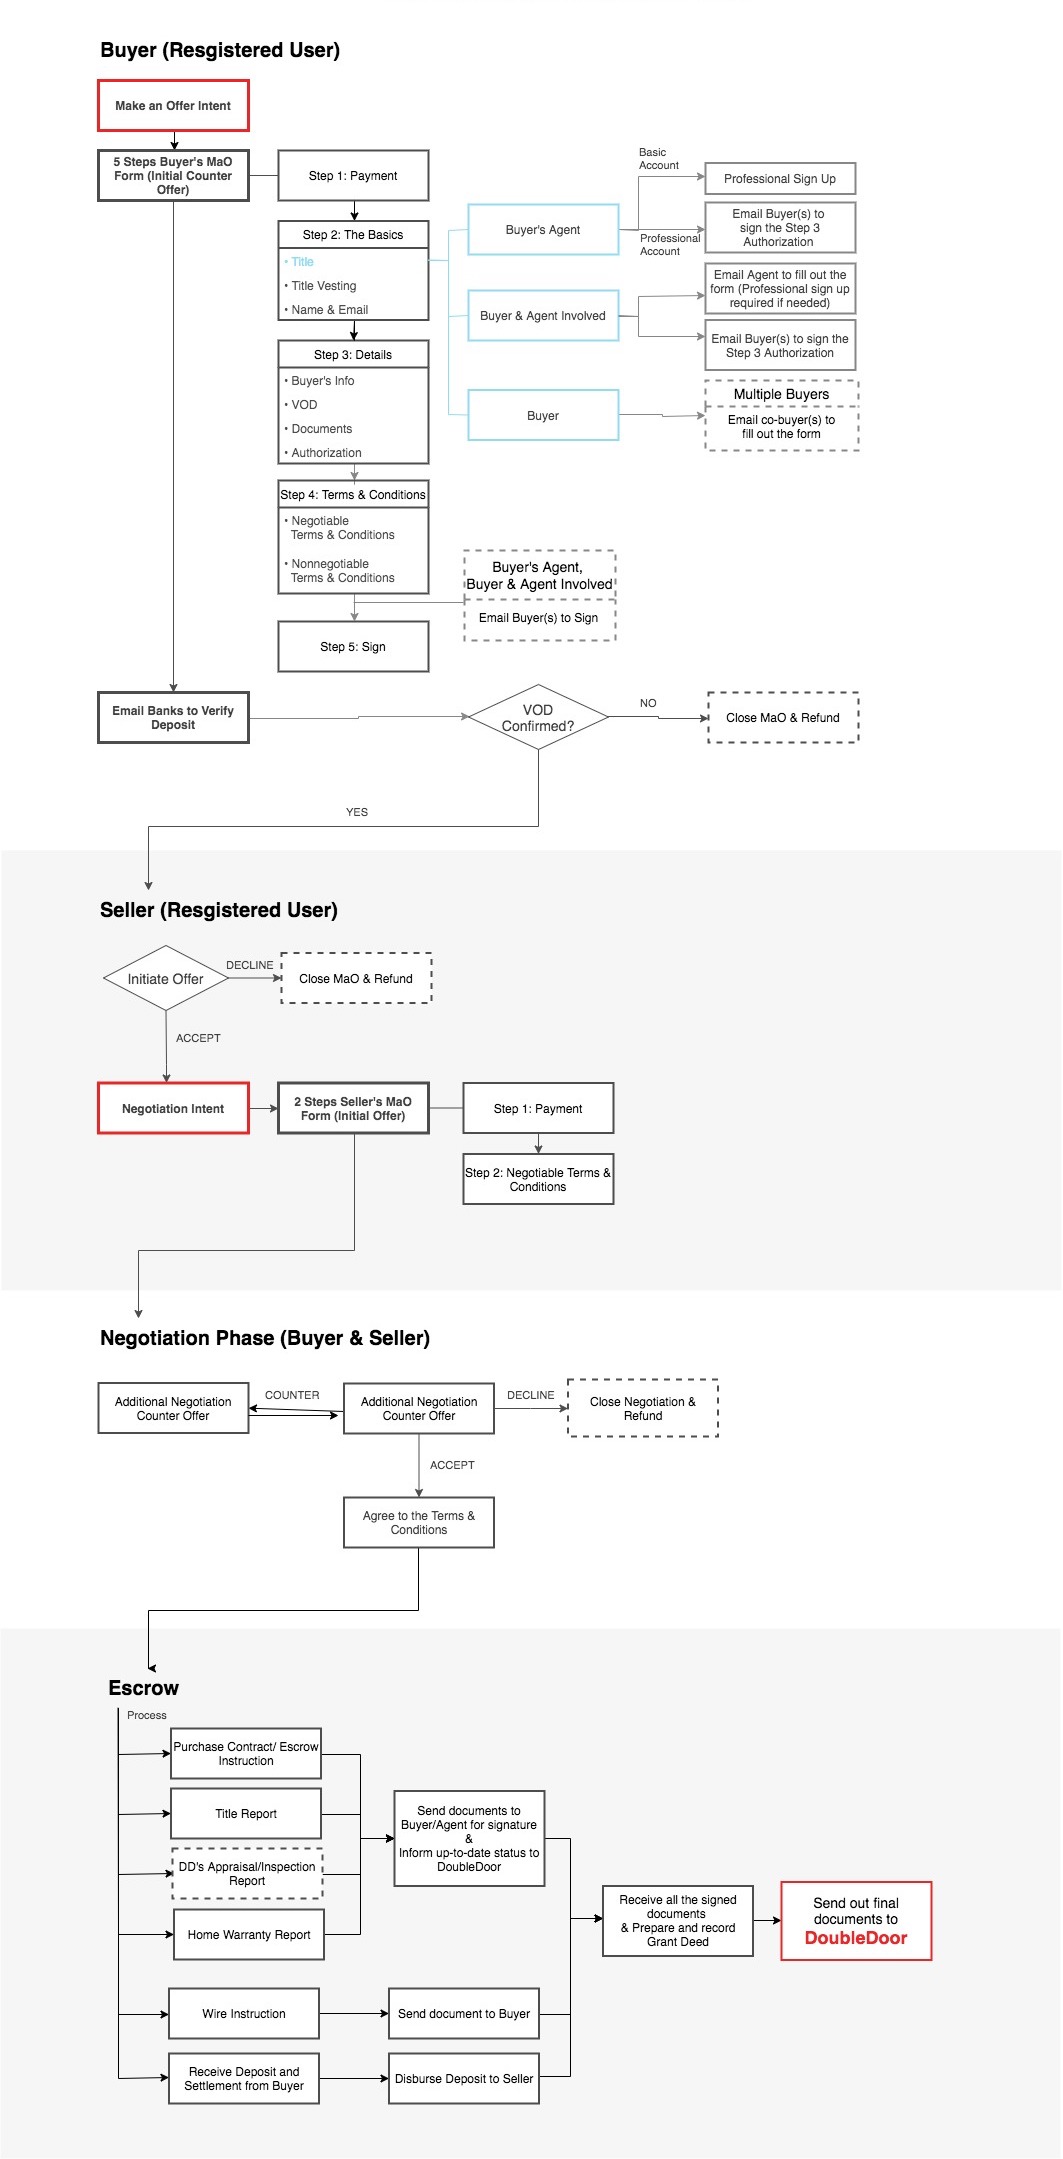 Buyer (Resgistered User)
Make an Offer Intent
5 Steps Buyer's MaO
Form (Initial Counter
Offer)
Step 1: Payment
Step 2: The Basics
• Title
• Title Vesting
• Name & Email
Step 3: Details
• Buyer's Info
• VOD
• Documents
• Authorization
Step 4: Terms & Conditions
• Negotiable
Terms & Conditions
• Nonnegotiable
Terms & Conditions
Step 5: Sign
Buyer's Agent
Buyer & Agent Involved
Buyer
Basic
Account
Professional
Account
Professional Sign Up
Email Buyer(s) to
sign the Step 3
Authorization
Email Agent to fill out the
form (Professional sign up
required if needed)
Email Buyer(s) to sign the
Step 3 Authorization
Multiple Buyers
Email co-buyer(s) to
fill out the form
Buyer's Agent,
Buyer & Agent Involved
Email Buyer(s) to Sign
Email Banks to Verify
Deposit
VOD
Confirmed?
NO
Close MaO & Refund
YES
Seller (Resgistered User)
Initiate Offer
DECLINE
Close MaO & Refund
ACCEPT
Negotiation Intent
2 Steps Seller's MaO
Form (Initial Offer)
Step 1: Payment
Step 2: Negotiable Terms &
Conditions
Negotiation Phase (Buyer & Seller)
Additional Negotiation
Counter Offer
COUNTER
Additional Negotiation
Counter Offer
DECLINE
Close Negotiation &
Refund
ACCEPT
Agree to the Terms &
Conditions
Escrow
Process
Purchase Contract/ Escrow
Instruction
Title Report
DD's Appraisal/Inspection
Report
Home Warranty Report
Send documents to
Buyer/Agent for signature
&
Inform up-to-date status to
DoubleDoor
Wire Instruction
Send document to Buyer
Receive Deposit and
Settlement from Buyer
Disburse Deposit to Seller
Receive all the signed
documents
& Prepare and record
Grant Deed
Send out final
documents to
DoubleDoor